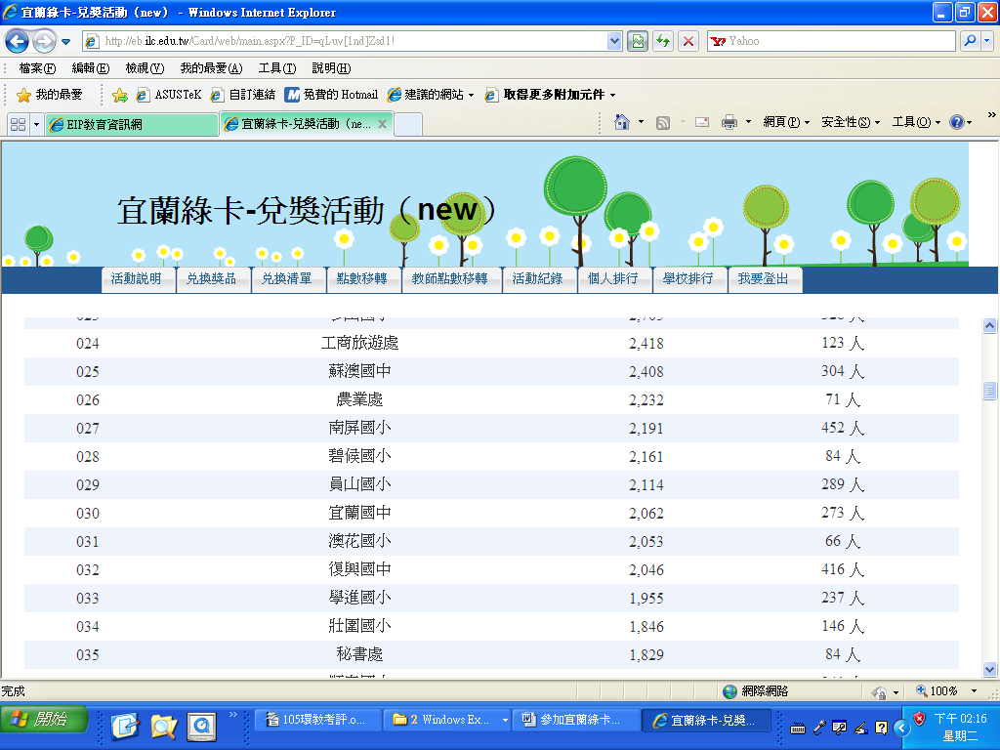 宜蘭綠卡-兌獎活動（new） - Windows Internet Explorer
http://eb.ilc.edu.tw/Card/web/main.aspx?P_ID=qLuv[1nd]Zsd1!
Yahoo
檔案(F) 編輯(E) 檢視(V) 我的最愛(A) 工具(T) 說明(H)
我的最愛 ASUSTeK 自訂連結 免費的 Hotmail 建議的網站 取得更多附加元件
EIP教育資訊網 宜蘭綠卡-兌獎活動（ne... 網頁(P) 安全性(S) 工具(O)
宜蘭綠卡-兌獎活動（new）
活動說明 兌換獎品 兌換清單 點數移轉 教師點數移轉 活動紀錄 個人排行 學校排行 我要登出
024 工商旅遊處 2,418 123 人
025 蘇澳國中 2,408 304 人
026 農業處 2,232 71 人
027 南屏國小 2,191 452 人
028 碧候國小 2,161 84 人
029 員山國小 2,114 289 人
030 宜蘭國中 2,062 273 人
031 澳花國小 2,053 66 人
032 復興國中 2,046 416 人
033 學進國小 1,955 237 人
034 壯圍國小 1,846 146 人
035 秘書處 1,829 84 人
完成 網際網路 100%
開始 105環教考評.o... 2 Windows Ex... 參加宜蘭綠卡... 宜蘭綠卡-兌獎... 下午 02:16
星期二